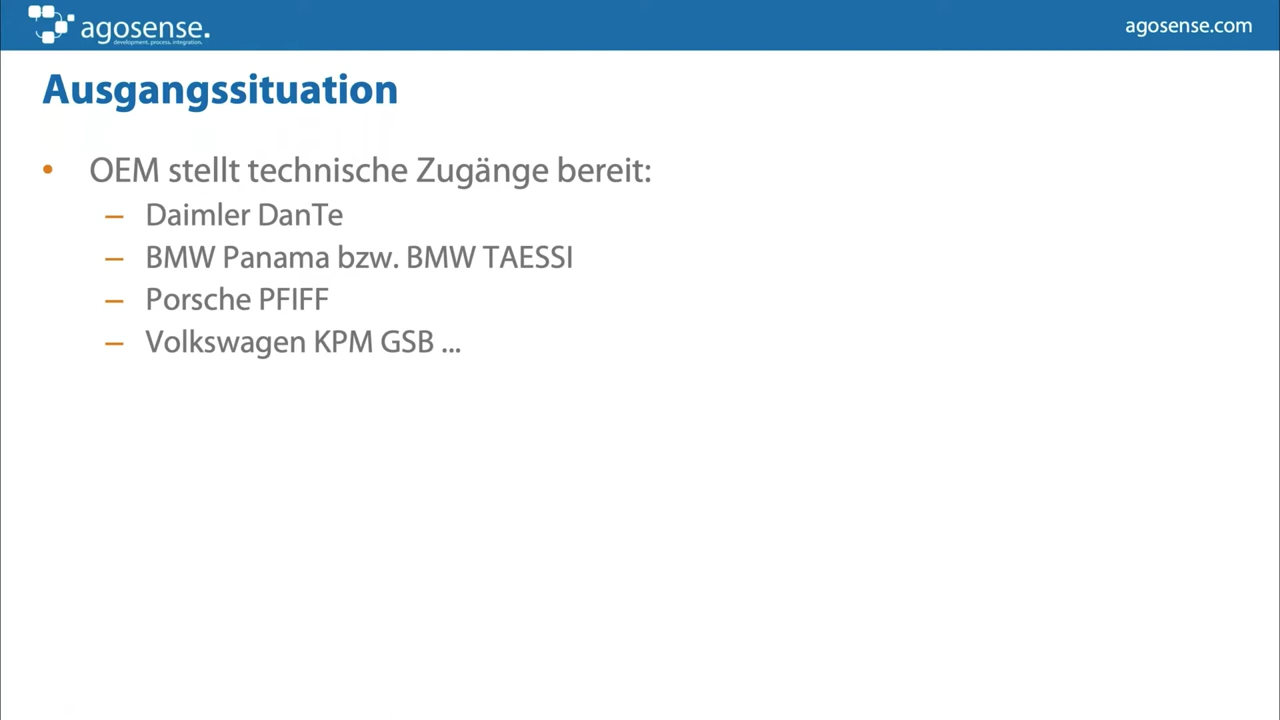 agosense.
development. process. integration.
agosense.com
Ausgangssituation
• OEM stellt technische Zugänge bereit:
– Daimler DanTe
– BMW Panama bzw. BMW TAESSI
– Porsche PFIFF
– Volkswagen KPM GSB ...